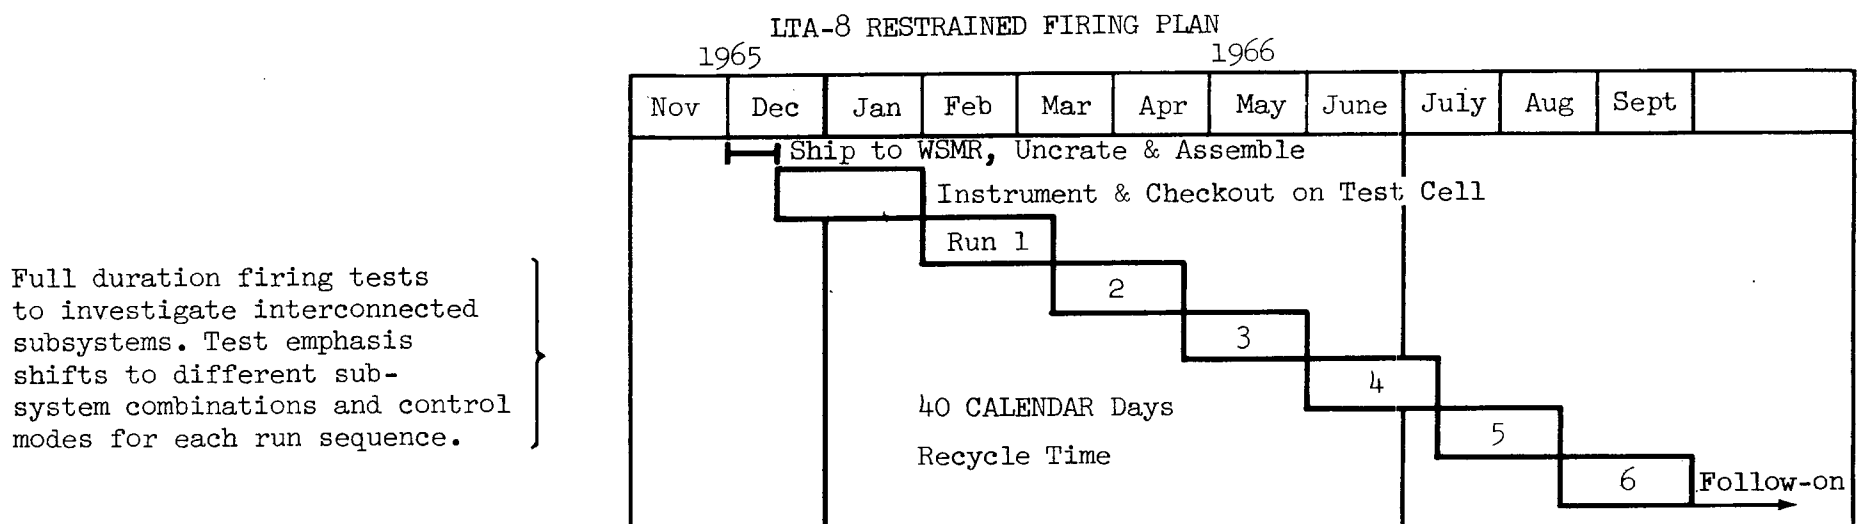 LTA-8 RESTRAINED FIRING PLAN
1965 1966
Nov Dec Jan Feb Mar Apr May June July Aug Sept
Ship to WSMR, Uncrate & Assemble
Instrument & Checkout on Test Cell
Run 1
2
3
4
5
6 Follow-on
Full duration firing tests
to investigate interconnected
subsystems. Test emphasis
shifts to different sub-
system combinations and control
modes for each run sequence.
40 CALENDAR Days
Recycle Time